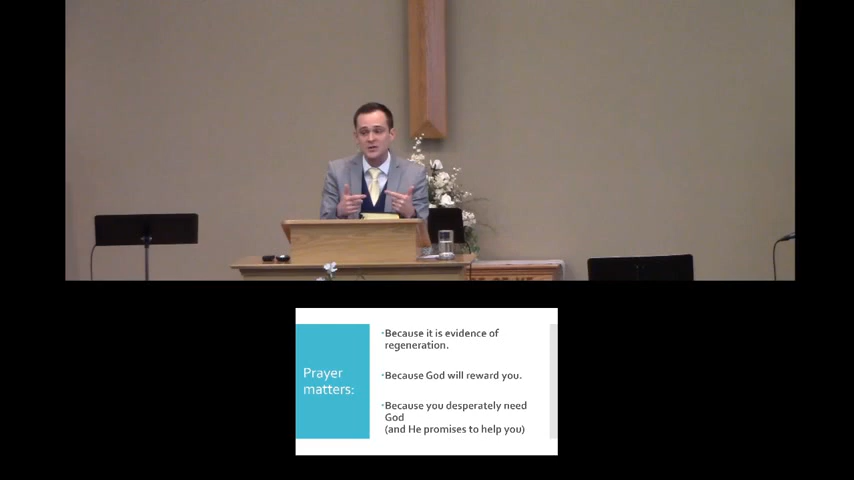 Prayer
matters:
Because it is evidence of
regeneration.
Because God will reward you.
Because you desperately need
God
(and He promises to help you)